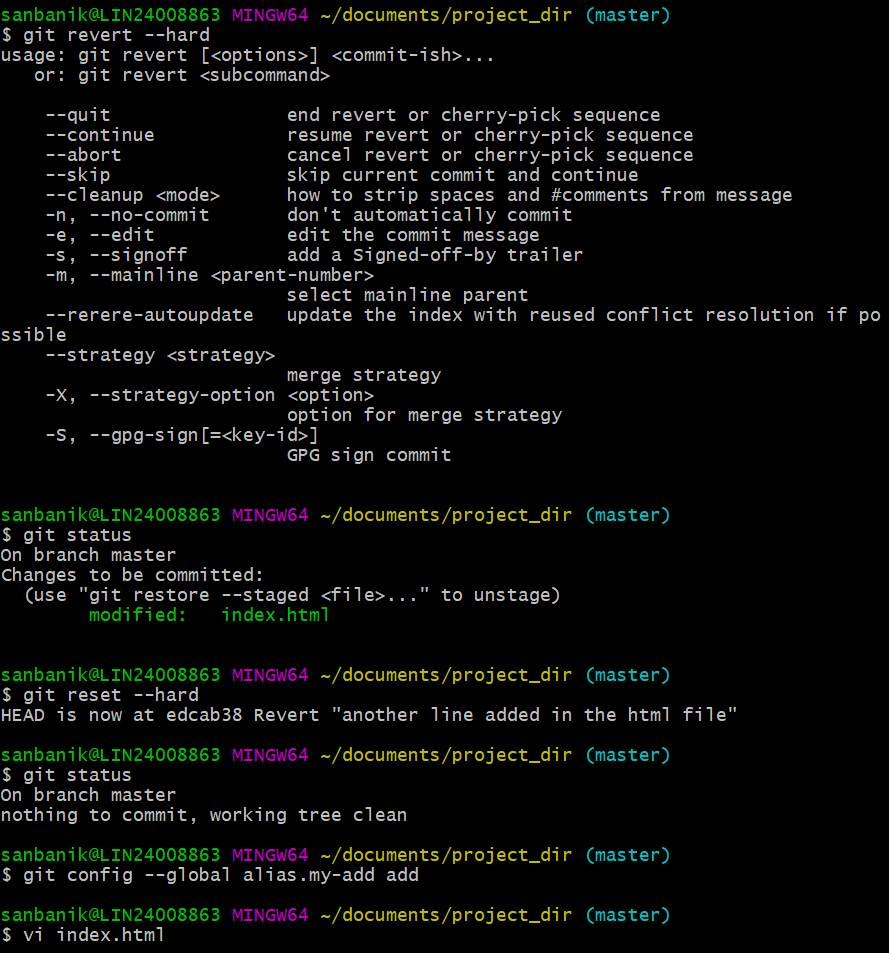 sanbanik@LIN24008863 MINGW64 ~/documents/project_dir (master)
$ git revert --hard
usage: git revert [<options>] <commit-ish>...
   or: git revert <subcommand>

    --quit                end revert or cherry-pick sequence
    --continue            resume revert or cherry-pick sequence
    --abort               cancel revert or cherry-pick sequence
    --skip                skip current commit and continue
    --cleanup <mode>      how to strip spaces and #comments from message
    -n, --no-commit       don't automatically commit
    -e, --edit            edit the commit message
    -s, --signoff         add a Signed-off-by trailer
    -m, --mainline <parent-number>
                          select mainline parent
    --rerere-autoupdate   update the index with reused conflict resolution if po
ssible
    --strategy <strategy>
                          merge strategy
    -X, --strategy-option <option>
                          option for merge strategy
    -S, --gpg-sign[=<key-id>]
                          GPG sign commit

sanbanik@LIN24008863 MINGW64 ~/documents/project_dir (master)
$ git status
On branch master
Changes to be committed:
  (use "git restore --staged <file>..." to unstage)
        modified:   index.html

sanbanik@LIN24008863 MINGW64 ~/documents/project_dir (master)
$ git reset --hard
HEAD is now at edcab38 Revert "another line added in the html file"

sanbanik@LIN24008863 MINGW64 ~/documents/project_dir (master)
$ git status
On branch master
nothing to commit, working tree clean

sanbanik@LIN24008863 MINGW64 ~/documents/project_dir (master)
$ git config --global alias.my-add add

sanbanik@LIN24008863 MINGW64 ~/documents/project_dir (master)
$ vi index.html